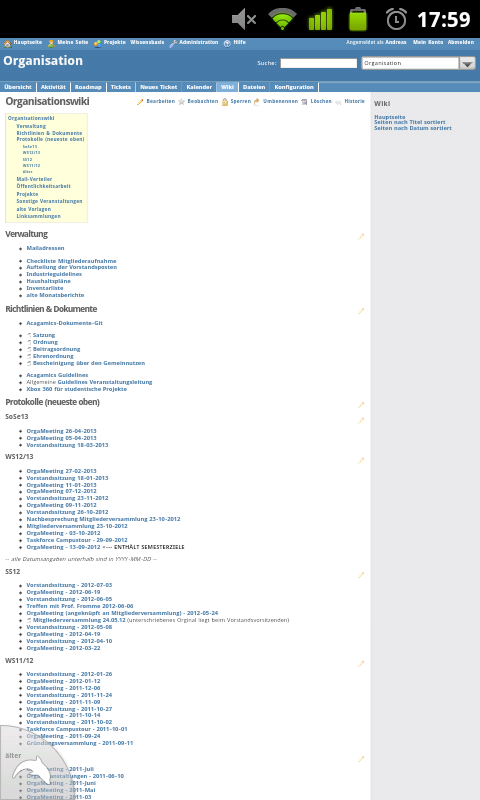 17:59
Hauptseite Meine Seite Projekte Wissensbasis Administration Hilfe Angemeldet als Andreas Mein Konto Abmelden
Organisation
Suche: Organisation
Übersicht Aktivität Roadmap Tickets Neues Ticket Kalender Wiki Dateien Konfiguration
Organisationswiki
Bearbeiten Beobachten Sperren Umbenennen Löschen Historie
Organisationswiki
Verwaltung
Richtlinien & Dokumente
Protokolle (neueste oben)
SoSe13
WS12/13
SS12
WS11/12
älter
Mail-Verteiler
Öffentlichkeitsarbeit
Projekte
Sonstige Veranstaltungen
alte Vorlagen
Linksammlungen
Wiki
Hauptseite
Seiten nach Titel sortiert
Seiten nach Datum sortiert
Verwaltung
Mailadressen
Checkliste Mitgliederaufnahme
Aufteilung der Vorstandsposten
Industrieguidelines
Haushaltspläne
Inventarliste
alte Monatsberichte
Richtlinien & Dokumente
Acagamics-Dokumente-Git
Satzung
Ordnung
Beitragsordnung
Ehrenordnung
Bescheinigung über den Gemeinnutzen
Acagamics Guidelines
Allgemeine Guidelines Veranstaltungsleitung
Xbox 360 für studentische Projekte
Protokolle (neueste oben)
SoSe13
OrgaMeeting 26-04-2013
OrgaMeeting 05-04-2013
Vorstandssitzung 18-03-2013
WS12/13
OrgaMeeting 27-02-2013
Vorstandssitzung 18-01-2013
OrgaMeeting 11-01-2013
OrgaMeeting 07-12-2012
Vorstandssitzung 23-11-2012
OrgaMeeting 09-11-2012
Vorstandssitzung 26-10-2012
Nachbesprechung Mitgliederversammlung 23-10-2012
Mitgliederversammlung 23-10-2012
OrgaMeeting - 03-10-2012
Taskforce Campustour - 29-09-2012
OrgaMeeting - 13-09-2012 <--- ENTHÄLT SEMESTERZIELE
-- alle Datumsangaben unterhalb sind in YYYY-MM-DD --
SS12
Vorstandssitzung - 2012-07-03
OrgaMeeting - 2012-06-19
Vorstandssitzung - 2012-06-05
Treffen mit Prof. Fromme 2012-06-06
OrgaMeeting (angeknüpft an Mitgliederversammlung) - 2012-05-24
Mitgliederversammlung 24.05.12 (unterschriebenes Orginal liegt beim Vorstandsvorsitzenden)
Vorstandssitzung - 2012-05-08
OrgaMeeting - 2012-04-19
Vorstandssitzung - 2012-04-10
OrgaMeeting - 2012-03-22
WS11/12
Vorstandssitzung - 2012-01-26
OrgaMeeting - 2012-01-12
OrgaMeeting - 2011-12-06
Vorstandssitzung - 2011-11-24
OrgaMeeting - 2011-11-09
Vorstandssitzung - 2011-10-27
OrgaMeeting - 2011-10-14
Vorstandssitzung - 2011-10-02
Taskforce Campustour - 2011-10-01
OrgaMeeting - 2011-09-24
Gründungsversammlung - 2011-09-11
älter
2011-Juli
2011-06-10
2011-Juni
2011-Mai
2011-03